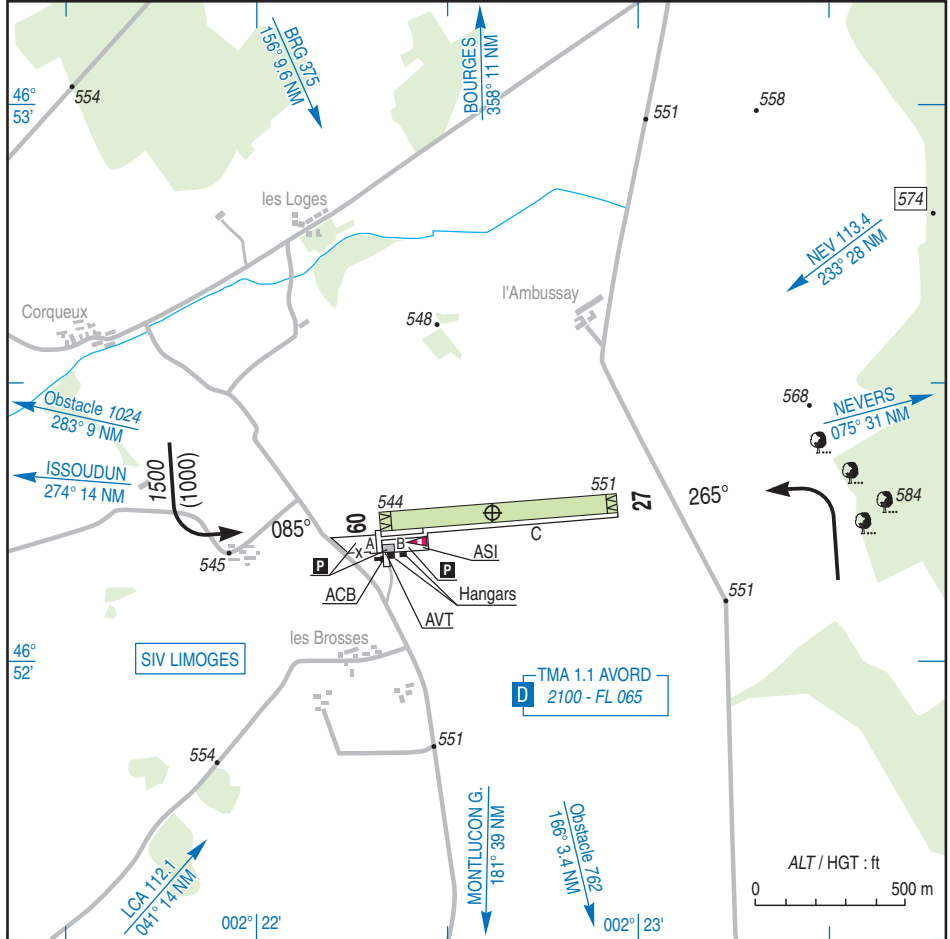 BRG 375
156° 9.6 NM
BOURGES
358° 11 NM
46°
53'
554
551
558
574
les Loges
NEV 113.4
233° 28 NM
l'Ambussay
Corqueux
548
Obstacle 1024
283° 9 NM
568
NEVERS
075° 31 NM
ISSOUDUN
274° 14 NM
1500
(1000)
584
544
551
085°
09
27
265°
C
545
P
x
A
B
ASI
P
ACB
Hangars
AVT
551
les Brosses
46°
52'
SIV LIMOGES
D
TMA 1.1 AVORD
2100 - FL 065
554
551
LCA 112.1
041° 14 NM
MONTLUCON G.
181° 39 NM
Obstacle 762
166° 3.4 NM
ALT / HGT : ft
0 500 m
002° 22'
002° 23'